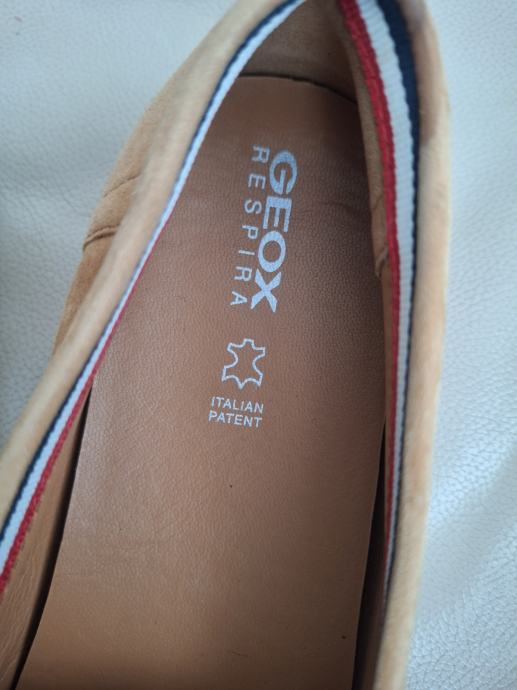 GEOX
RESPIRA
ITALIAN
PATENT